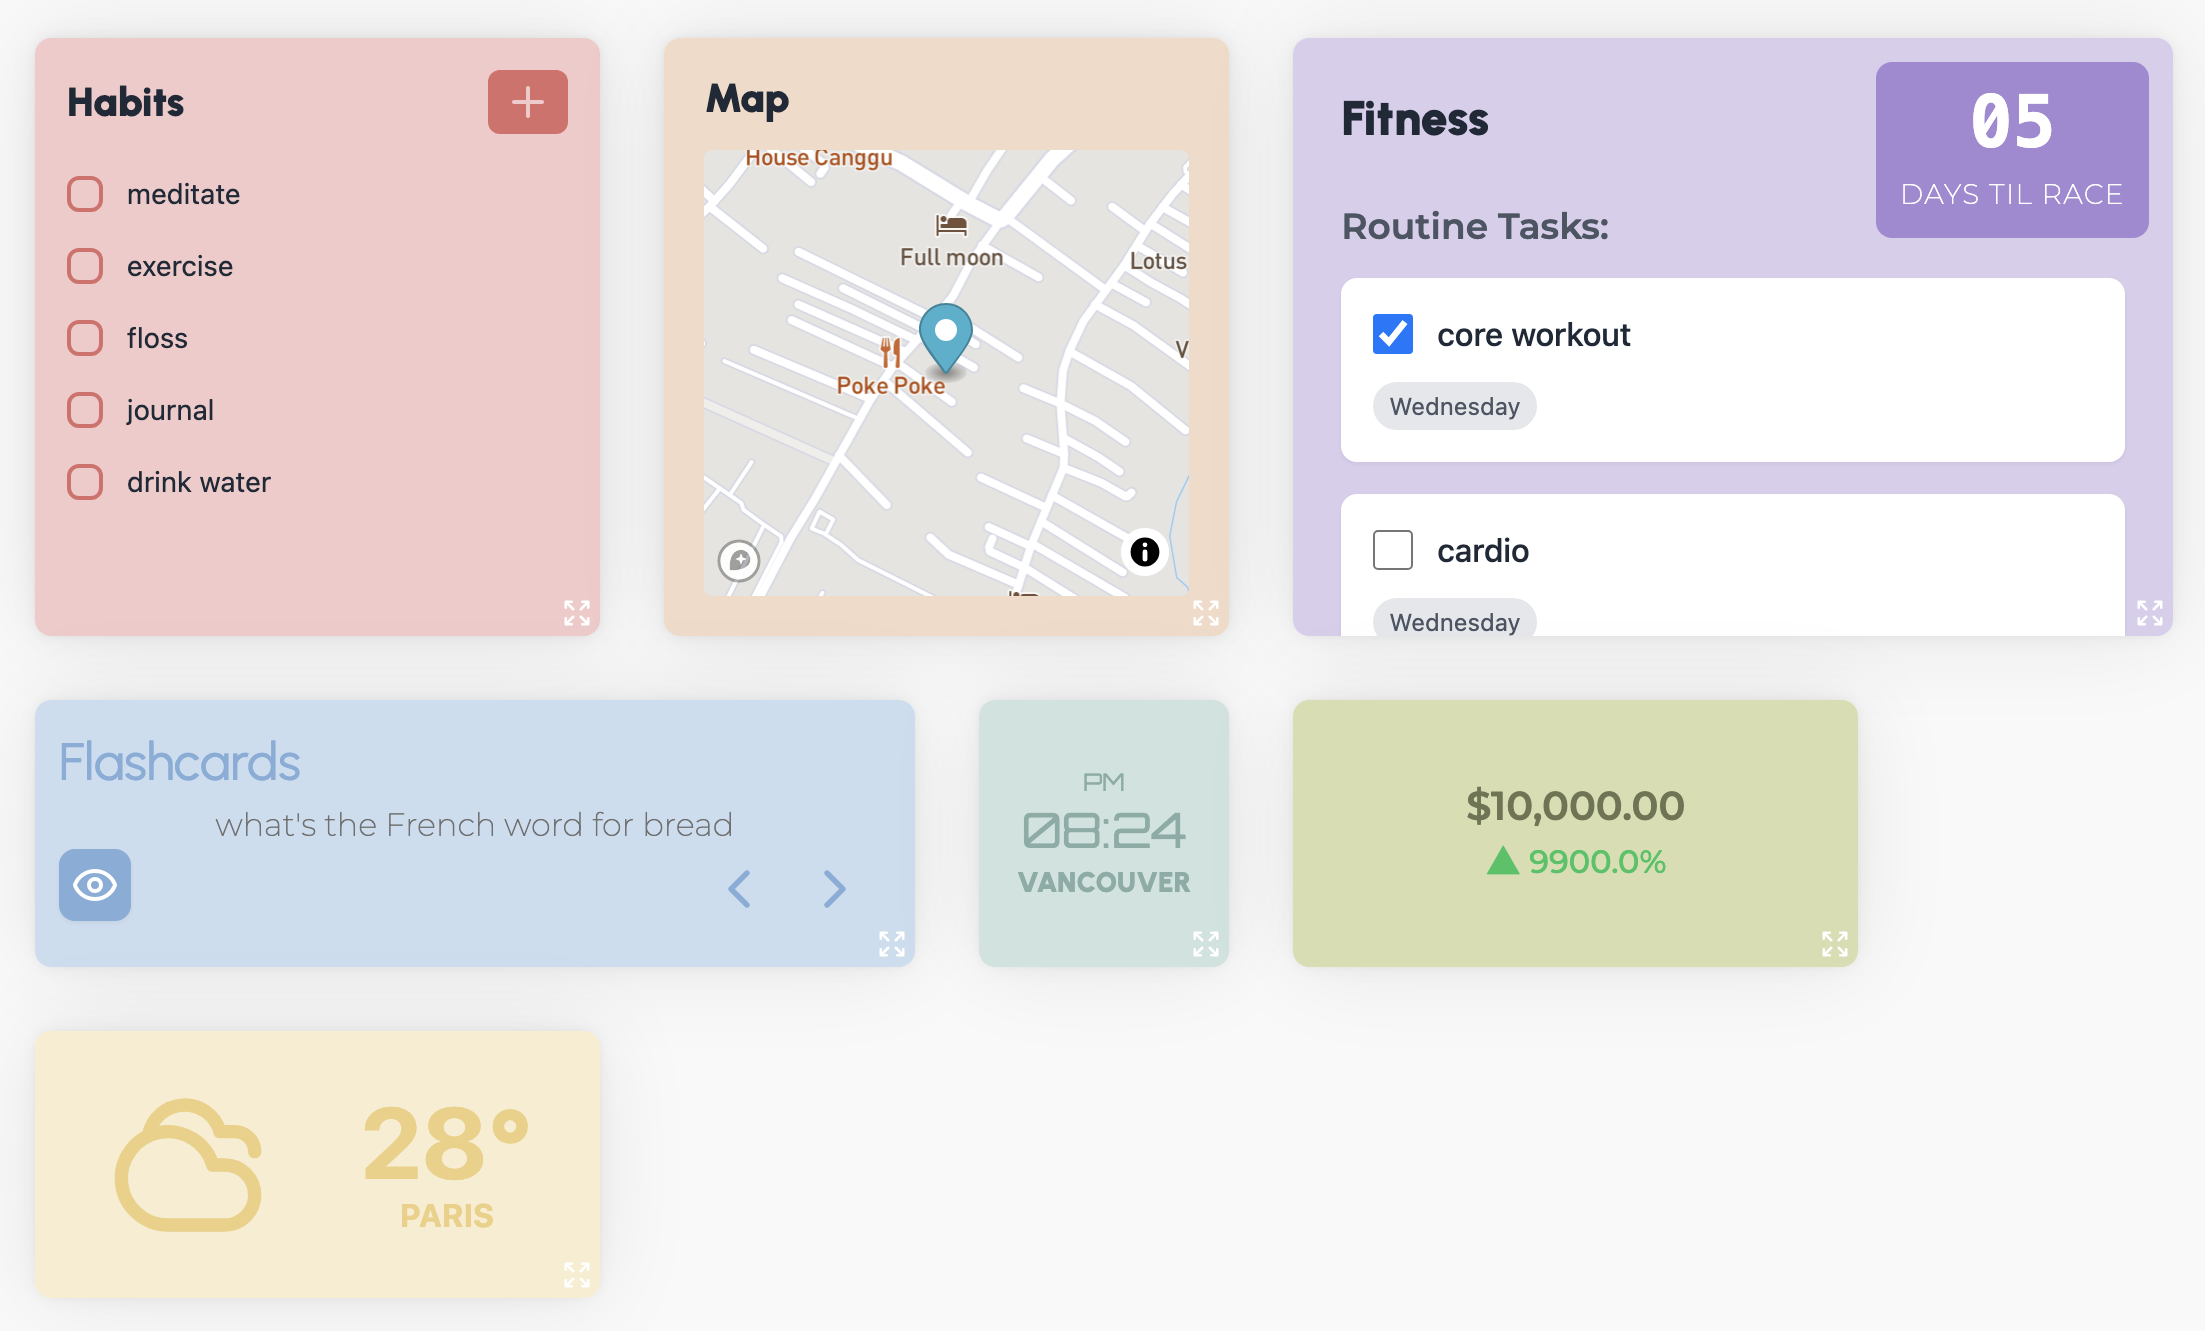 Habits
meditate
exercise
floss
journal
drink water
Map
House Canggu
Full moon
Lotus
V
Poke Poke
Fitness
05
DAYS TIL RACE
Routine Tasks:
core workout
Wednesday
cardio
Wednesday
Flashcards
what's the French word for bread
PM
08:24
VANCOUVER
$10,000.00
▲ 9900.0%
28°
PARIS